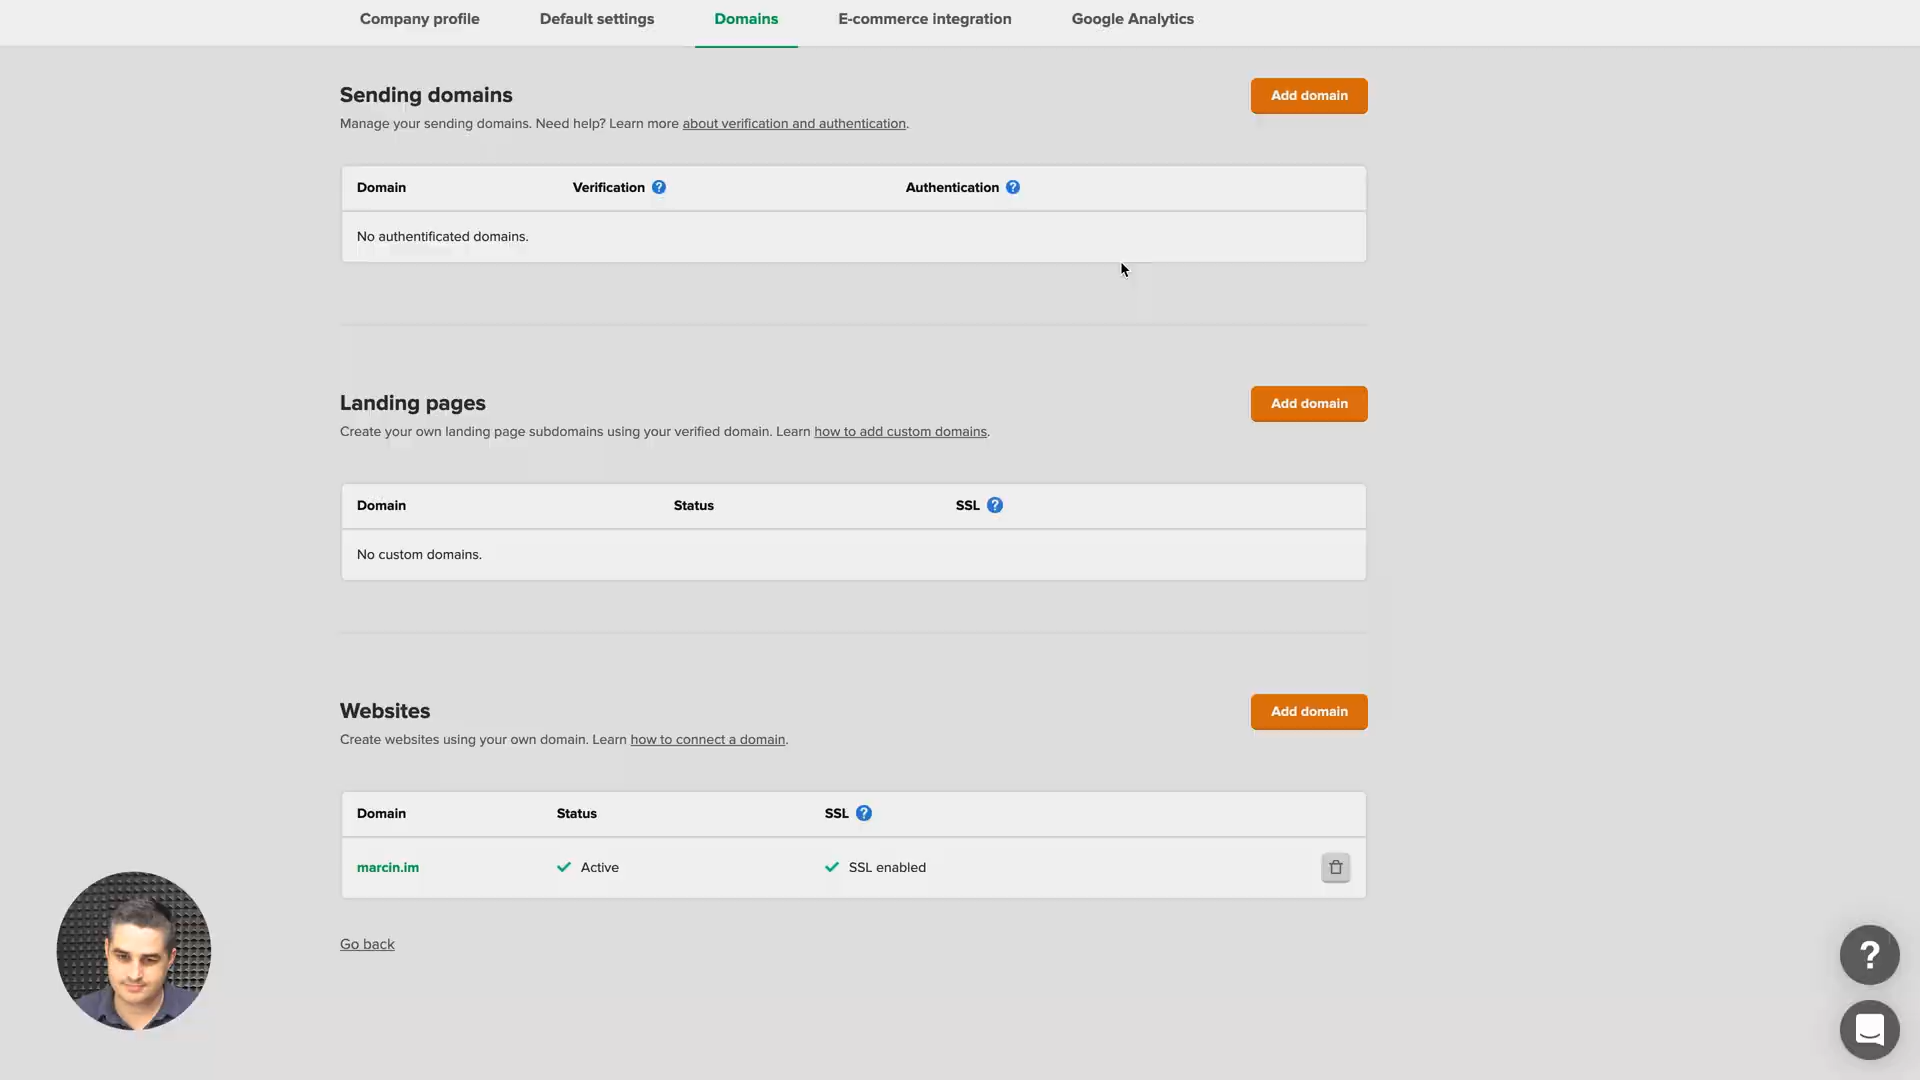 Company profile
Default settings
Domains
E-commerce integration
Google Analytics
Sending domains
Add domain
Manage your sending domains. Need help? Learn more about verification and authentication.
Domain
Verification ?
Authentication ?
No authentificated domains.
Landing pages
Add domain
Create your own landing page subdomains using your verified domain. Learn how to add custom domains.
Domain
Status
SSL ?
No custom domains.
Websites
Add domain
Create websites using your own domain. Learn how to connect a domain.
Domain
Status
SSL ?
marcin.im
Active
SSL enabled
Go back
?